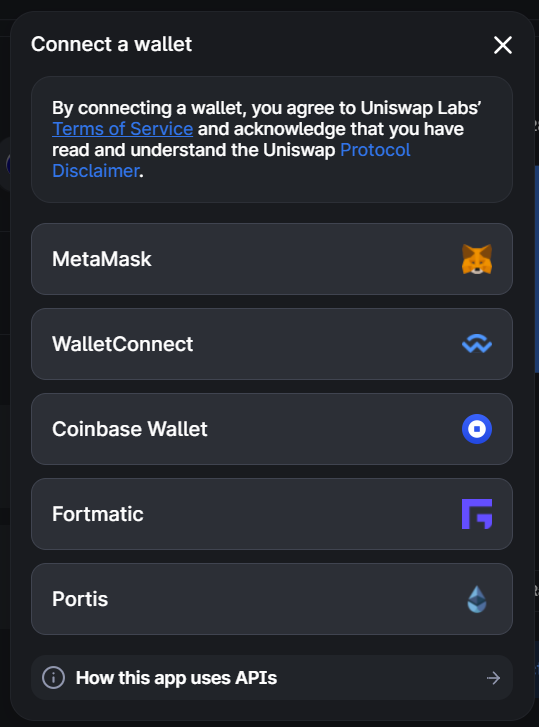 Connect a wallet
By connecting a wallet, you agree to Uniswap Labs’
Terms of Service and acknowledge that you have
read and understand the Uniswap Protocol
Disclaimer.
MetaMask
WalletConnect
Coinbase Wallet
Fortmatic
Portis
How this app uses APIs